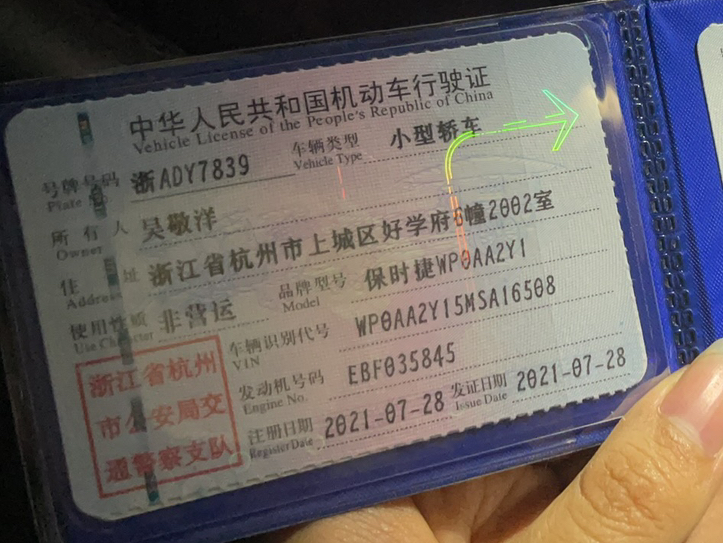 中华人民共和国机动车行驶证
Vehicle License of the People's Republic of China
号牌号码 浙ADY7839 车辆类型 小型轿车
Plate No Vehicle Type
所有人 吴敬洋
Owner
住 址 浙江省杭州市上城区好学府6幢2002室
Address
使用性质 非营运 品牌型号 保时捷WP0AA2Y1
Use Character Model
车辆识别代号 WP0AA2Y15MSA16508
VIN
发动机号码 EBF035845
Engine No.
注册日期 2021-07-28 发证日期 2021-07-28
Register Date Issue Date
浙江省杭州
市公安局交
通警察支队